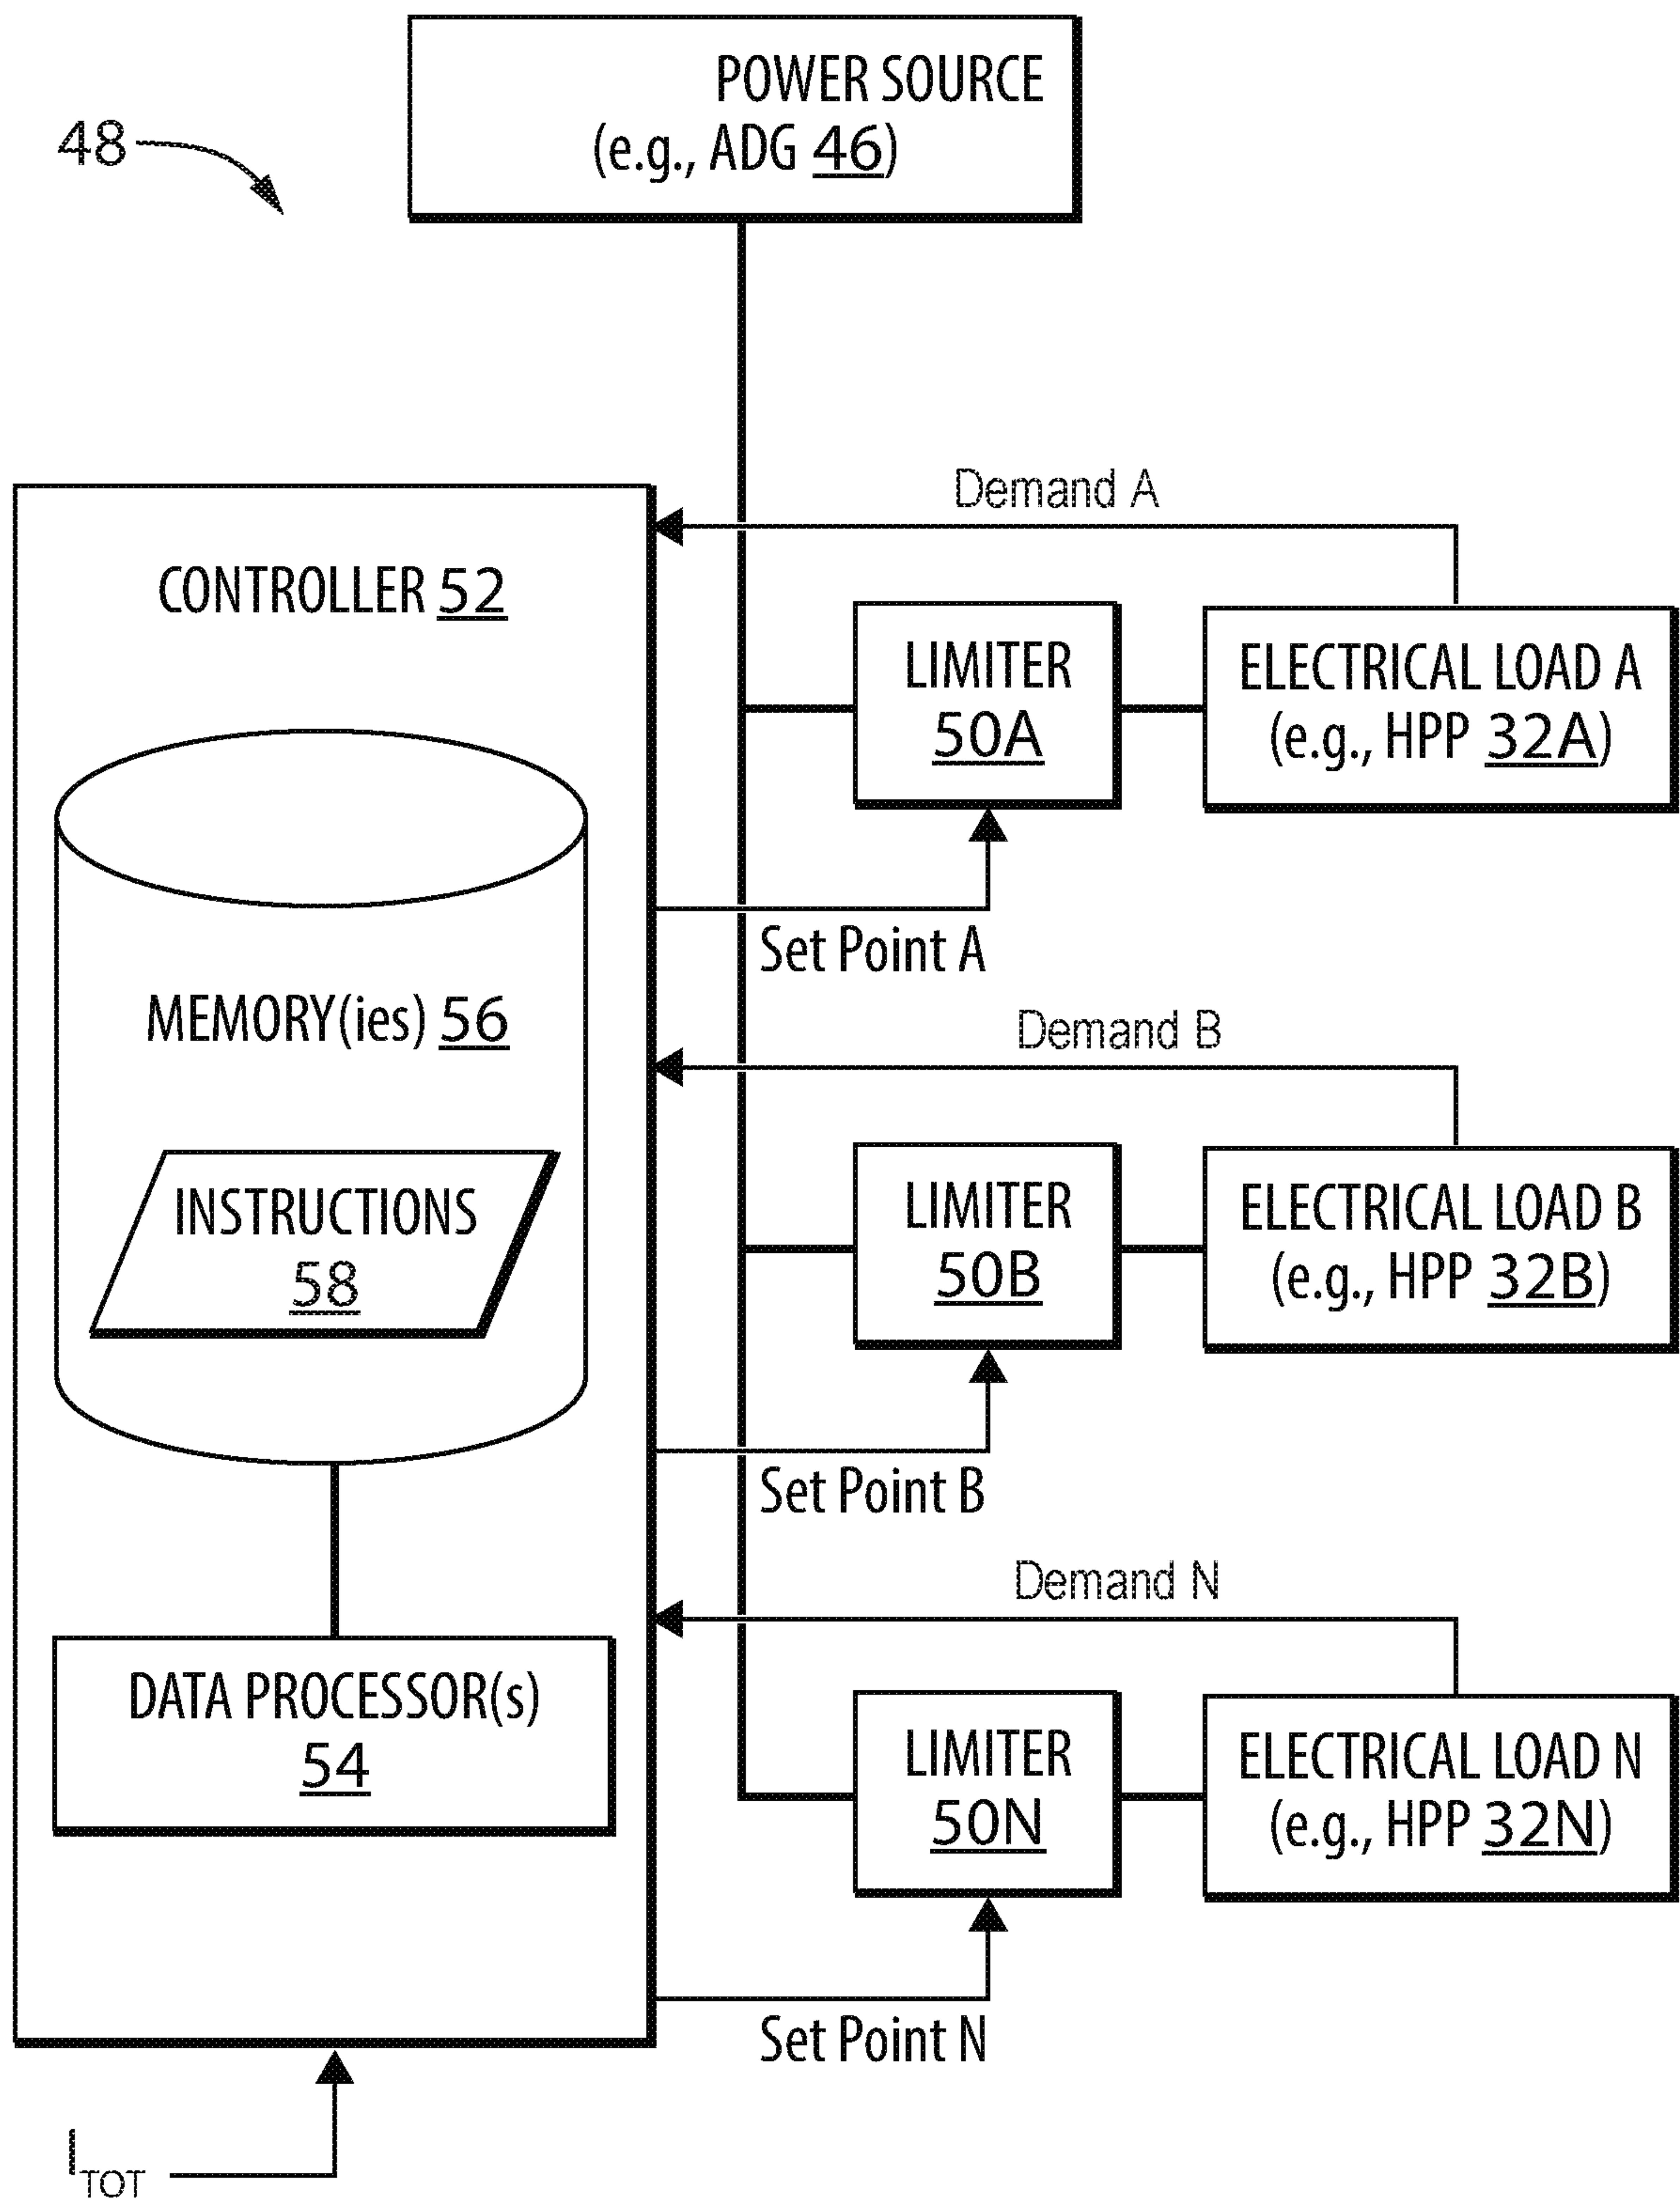 POWER SOURCE
(e.g., ADG 46)
48
Demand A
CONTROLLER 52
LIMITER
50A
ELECTRICAL LOAD A
(e.g., HPP 32A)
Set Point A
MEMORY(ies) 56
Demand B
INSTRUCTIONS
58
LIMITER
50B
ELECTRICAL LOAD B
(e.g., HPP 32B)
Set Point B
Demand N
DATA PROCESSOR(s)
54
LIMITER
50N
ELECTRICAL LOAD N
(e.g., HPP 32N)
Set Point N
I TOT